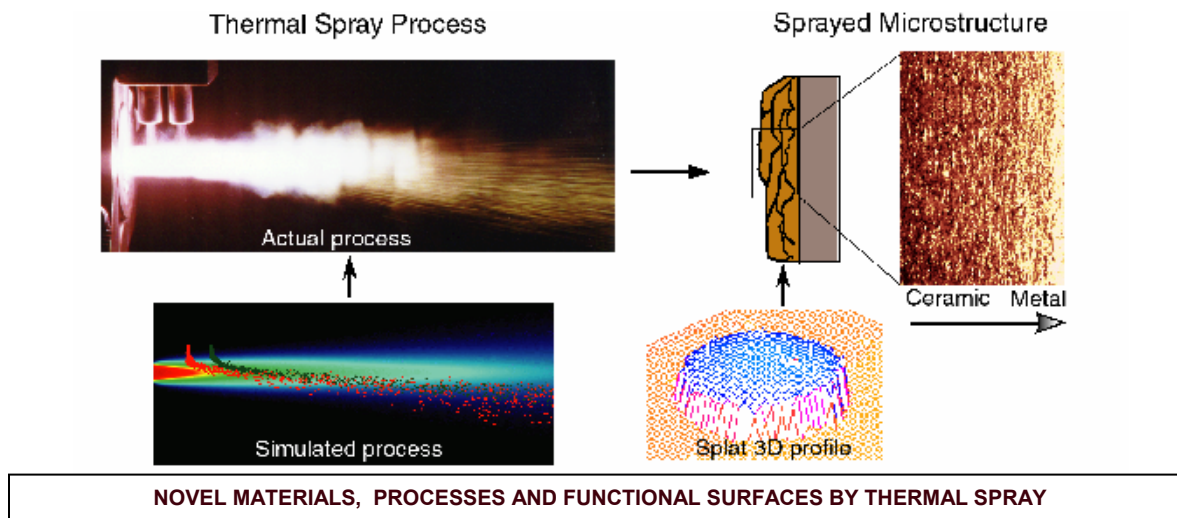 Thermal Spray Process
Sprayed Microstructure
Actual process
Ceramic Metal
Simulated process
Splat 3D profile
NOVEL MATERIALS, PROCESSES AND FUNCTIONAL SURFACES BY THERMAL SPRAY